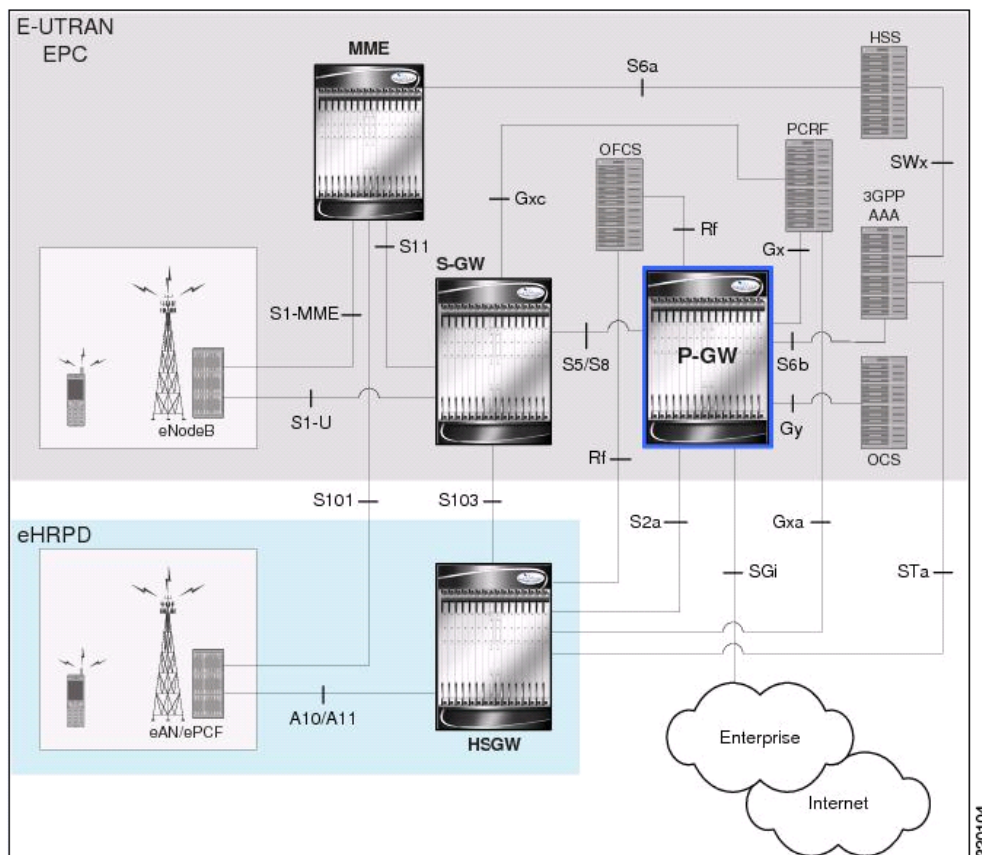 E-UTRAN
EPC
MME
HSS
S6a
PCRF
OFCS
SWx
3GPP
AAA
Gxc
Rf
Gx
S11
S-GW
S1-MME
P-GW
S5/S8
S6b
S1-U
eNodeB
Gy
OCS
Rf
S101
S103
S2a
Gxa
eHRPD
SGi
STa
A10/A11
eAN/ePCF
HSGW
Enterprise
Internet